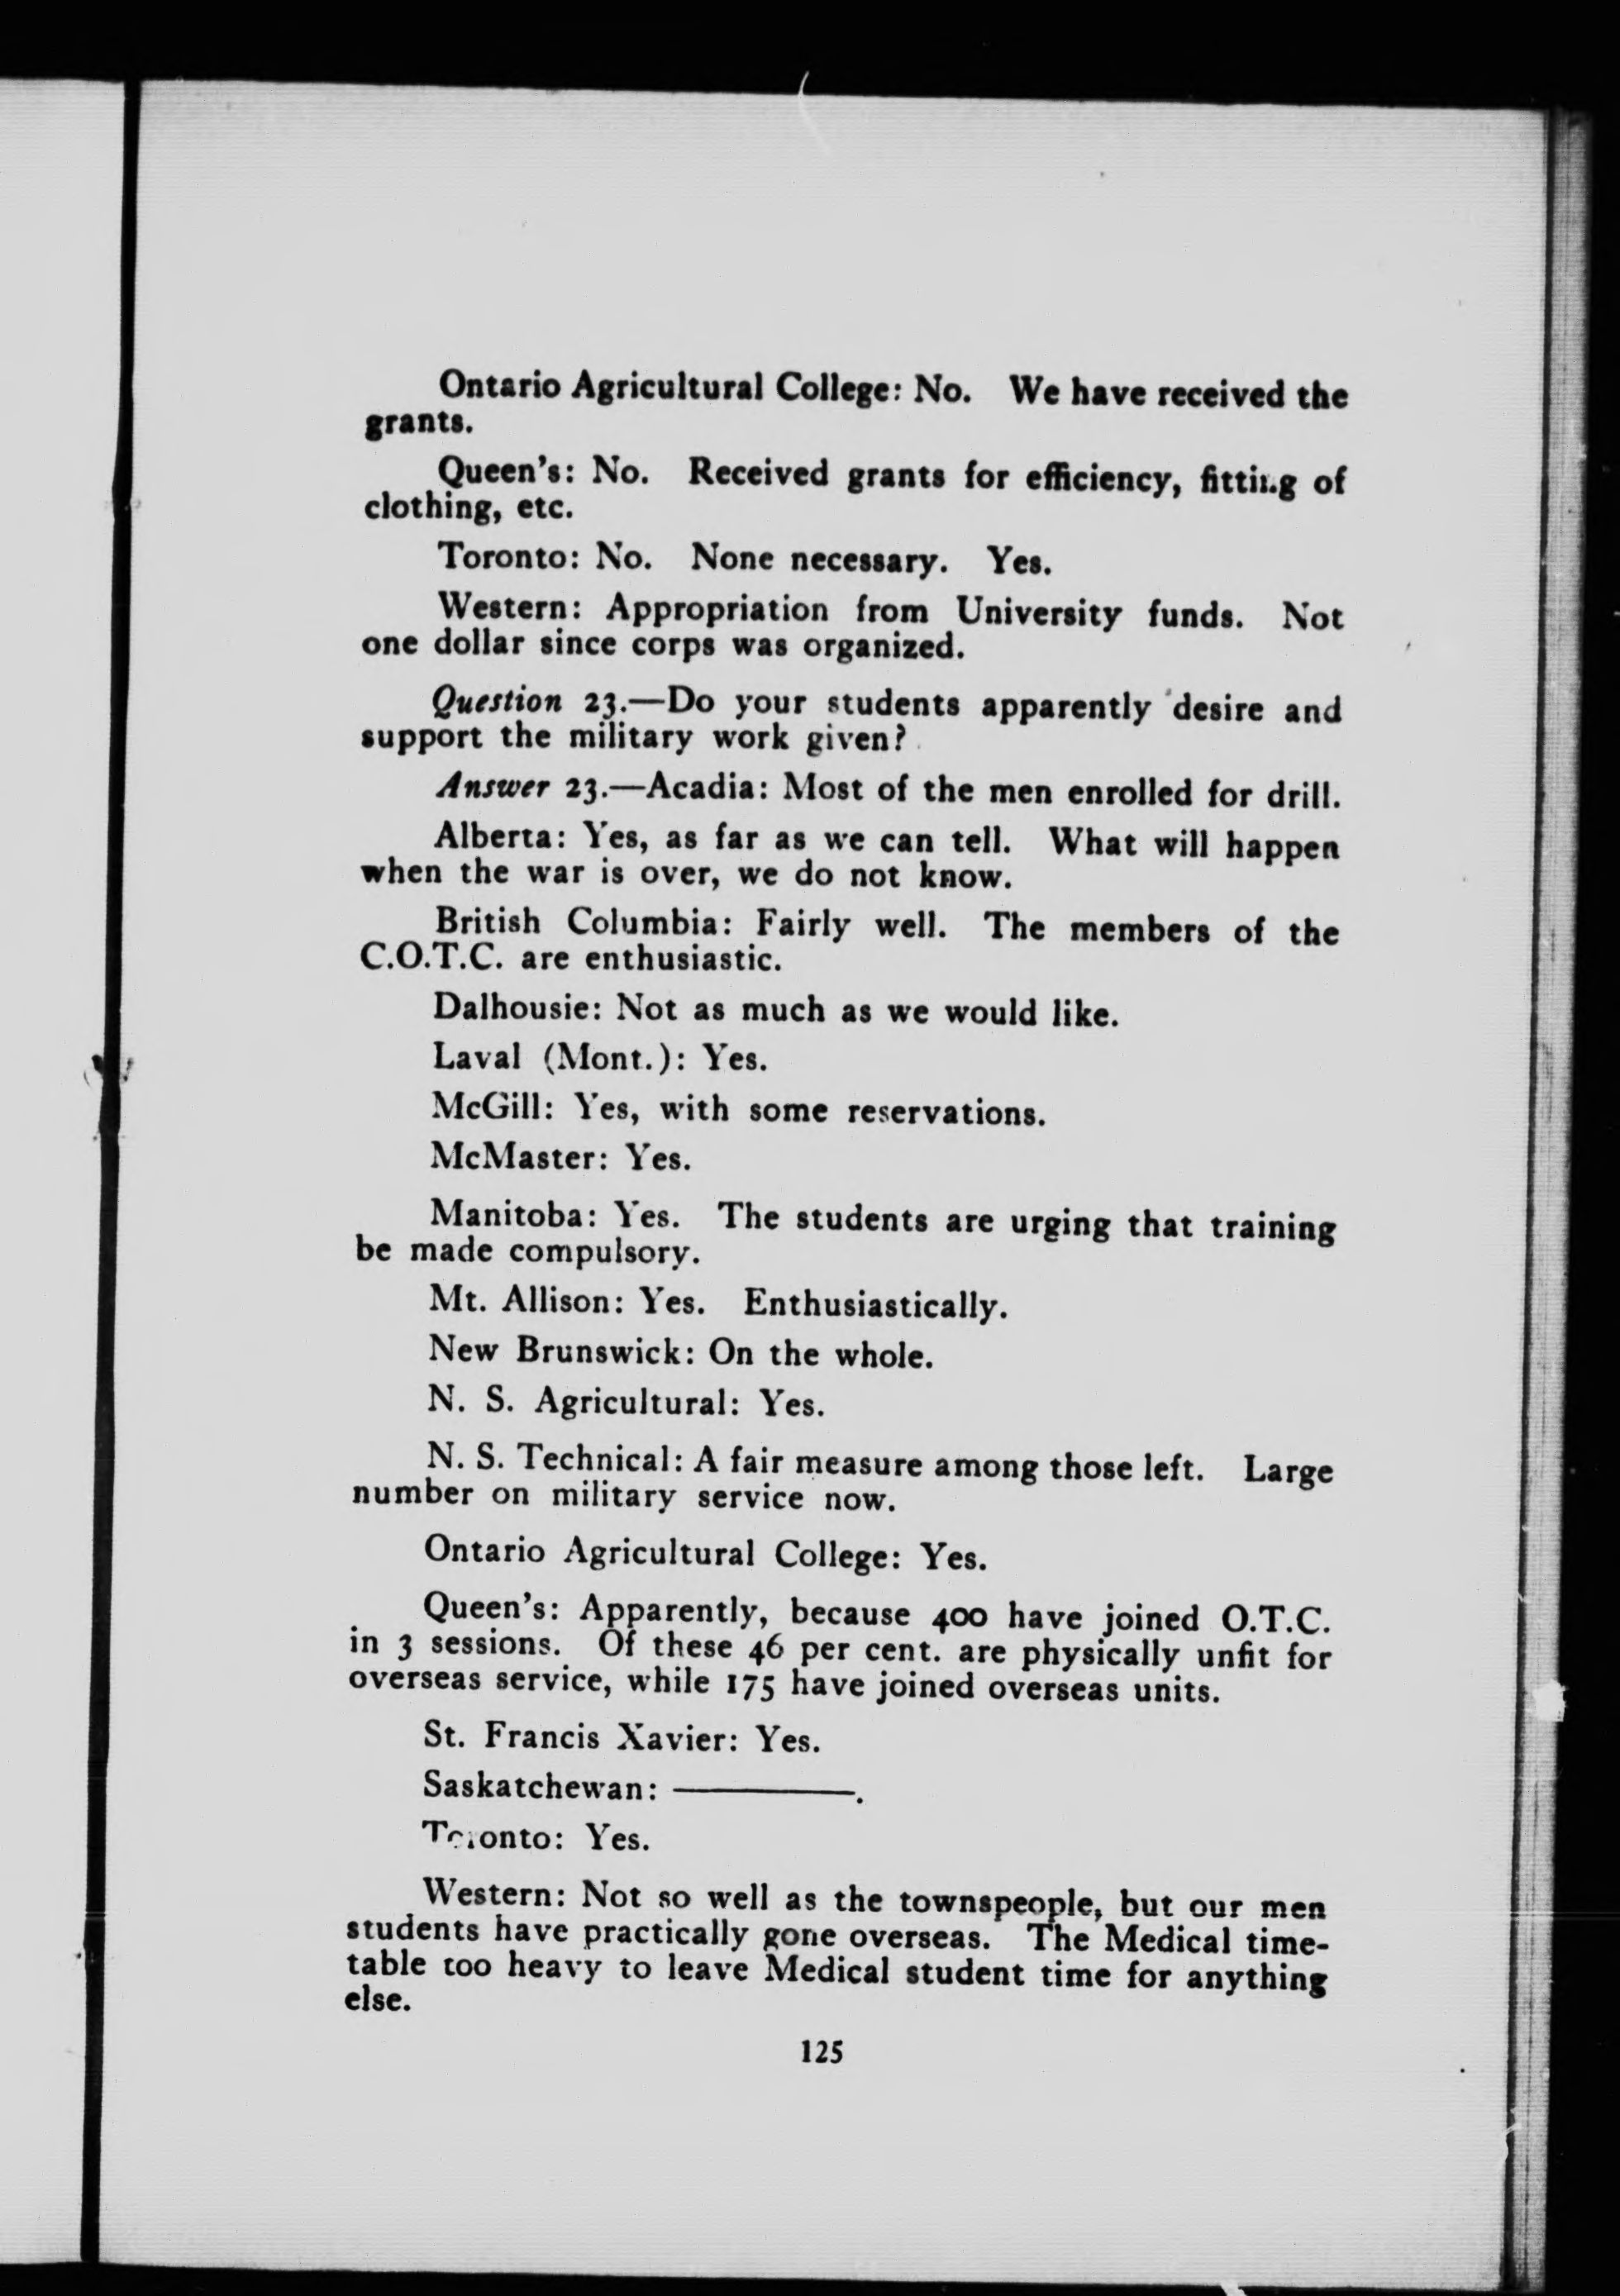 Ontario Agricultural College: No. We have received the
grants.
Queen's: No. Received grants for efficiency, fitting of
clothing, etc.
Toronto: No. None necessary. Yes.
Western: Appropriation from University funds. Not
one dollar since corps was organized.
Question 23.—Do your students apparently desire and
support the military work given?
Answer 23.—Acadia: Most of the men enrolled for drill.
Alberta: Yes, as far as we can tell. What will happen
when the war is over, we do not know.
British Columbia: Fairly well. The members of the
C.O.T.C. are enthusiastic.
Dalhousie: Not as much as we would like.
Laval (Mont.): Yes.
McGill: Yes, with some reservations.
McMaster: Yes.
Manitoba: Yes. The students are urging that training
be made compulsory.
Mt. Allison: Yes. Enthusiastically.
New Brunswick: On the whole.
N. S. Agricultural: Yes.
N. S. Technical: A fair measure among those left. Large
number on military service now.
Ontario Agricultural College: Yes.
Queen's: Apparently, because 400 have joined O.T.C.
in 3 sessions. Of these 46 per cent. are physically unfit for
overseas service, while 175 have joined overseas units.
St. Francis Xavier: Yes.
Saskatchewan: ———.
Toronto: Yes.
Western: Not so well as the townspeople, but our men
students have practically gone overseas. The Medical time-
table too heavy to leave Medical student time for anything
else.
125